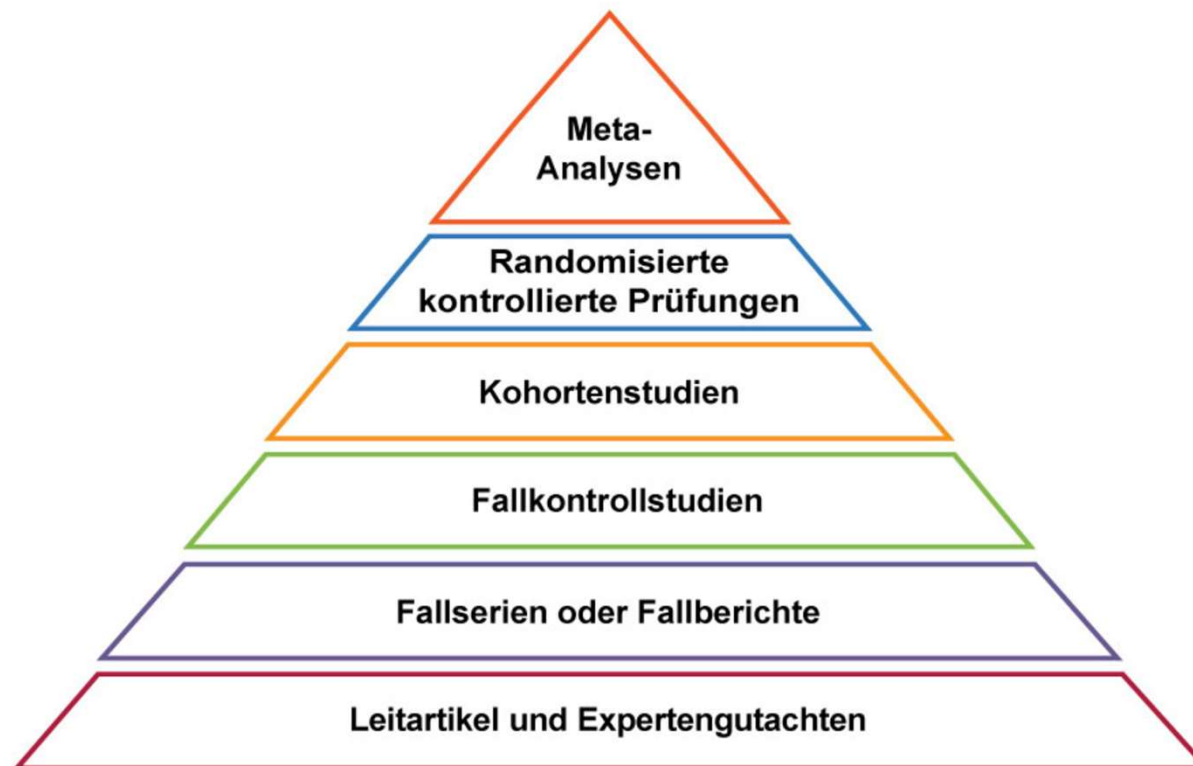 Meta-
Analysen
Randomisierte
kontrollierte Prüfungen
Kohortenstudien
Fallkontrollstudien
Fallserien oder Fallberichte
Leitartikel und Expertengutachten